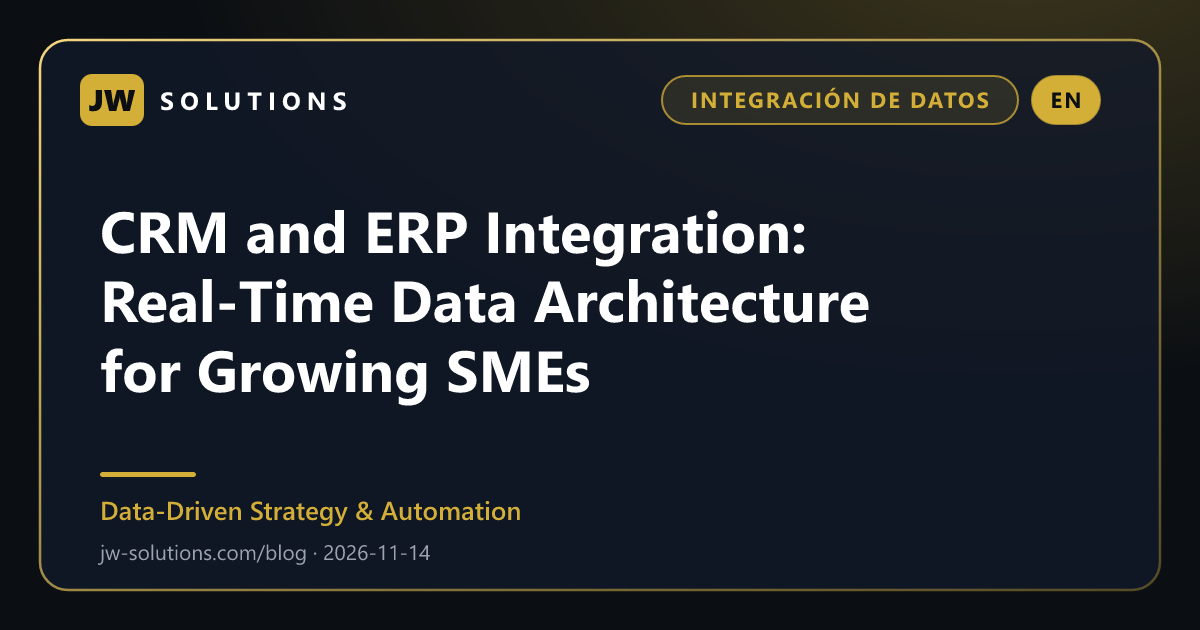 JW SOLUTIONS
INTEGRACIÓN DE DATOS
EN
CRM and ERP Integration:
Real-Time Data Architecture
for Growing SMEs
Data-Driven Strategy & Automation
jw-solutions.com/blog · 2026-11-14